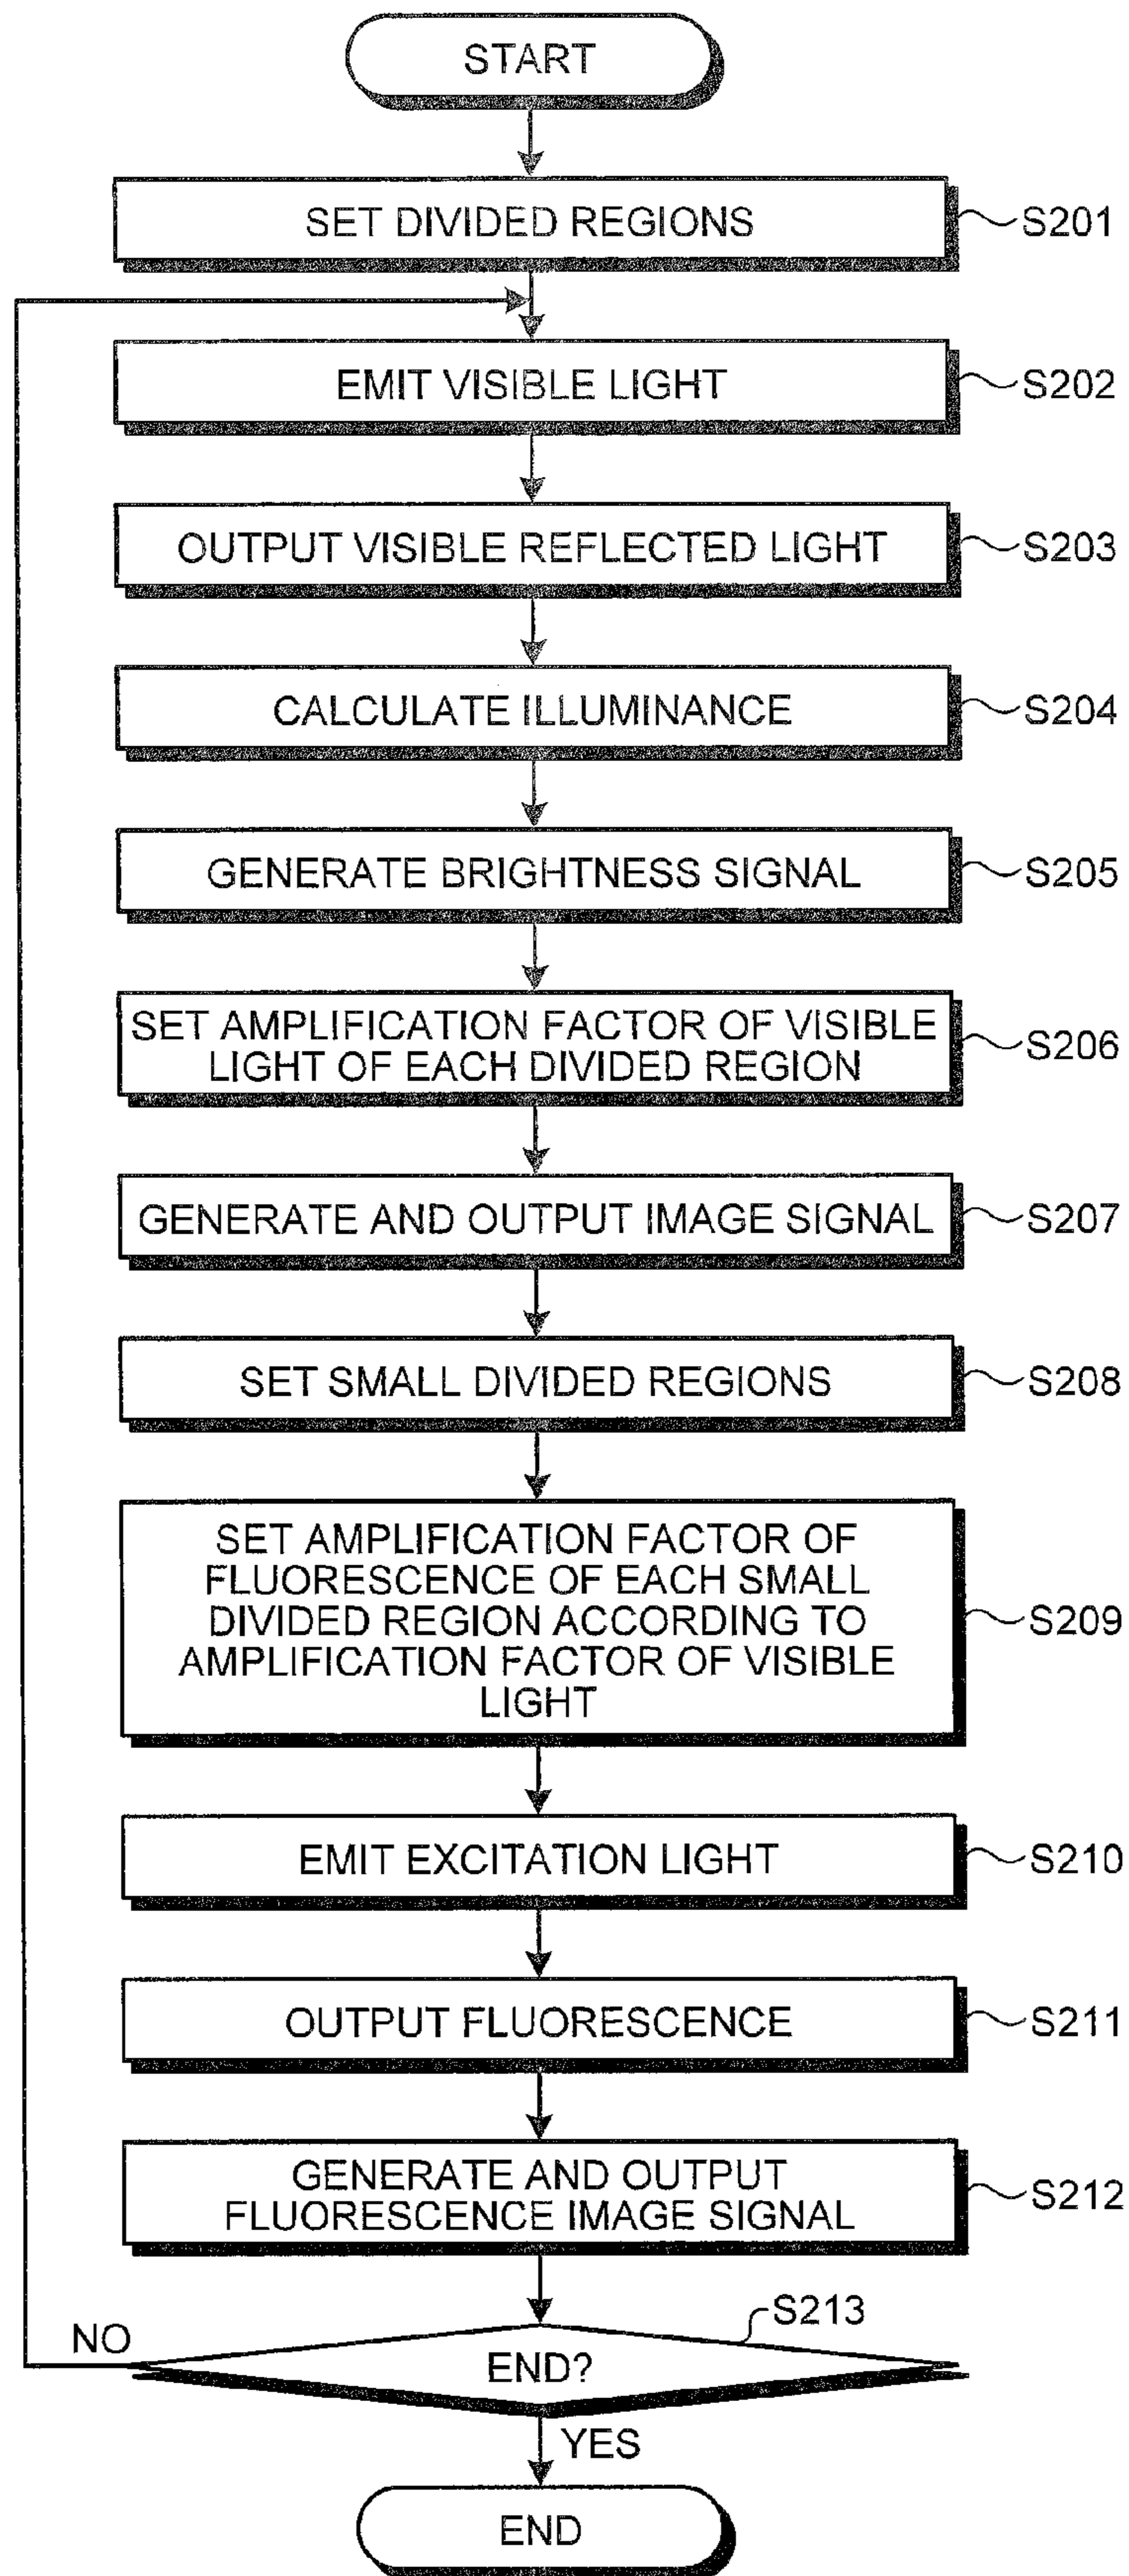 START
SET DIVIDED REGIONS
S201
EMIT VISIBLE LIGHT
S202
OUTPUT VISIBLE REFLECTED LIGHT
S203
CALCULATE ILLUMINANCE
S204
GENERATE BRIGHTNESS SIGNAL
S205
SET AMPLIFICATION FACTOR OF VISIBLE
LIGHT OF EACH DIVIDED REGION
S206
GENERATE AND OUTPUT IMAGE SIGNAL
S207
SET SMALL DIVIDED REGIONS
S208
SET AMPLIFICATION FACTOR OF
FLUORESCENCE OF EACH SMALL
DIVIDED REGION ACCORDING TO
AMPLIFICATION FACTOR OF VISIBLE
LIGHT
S209
EMIT EXCITATION LIGHT
S210
OUTPUT FLUORESCENCE
S211
GENERATE AND OUTPUT
FLUORESCENCE IMAGE SIGNAL
S212
S213
NO
END?
YES
END